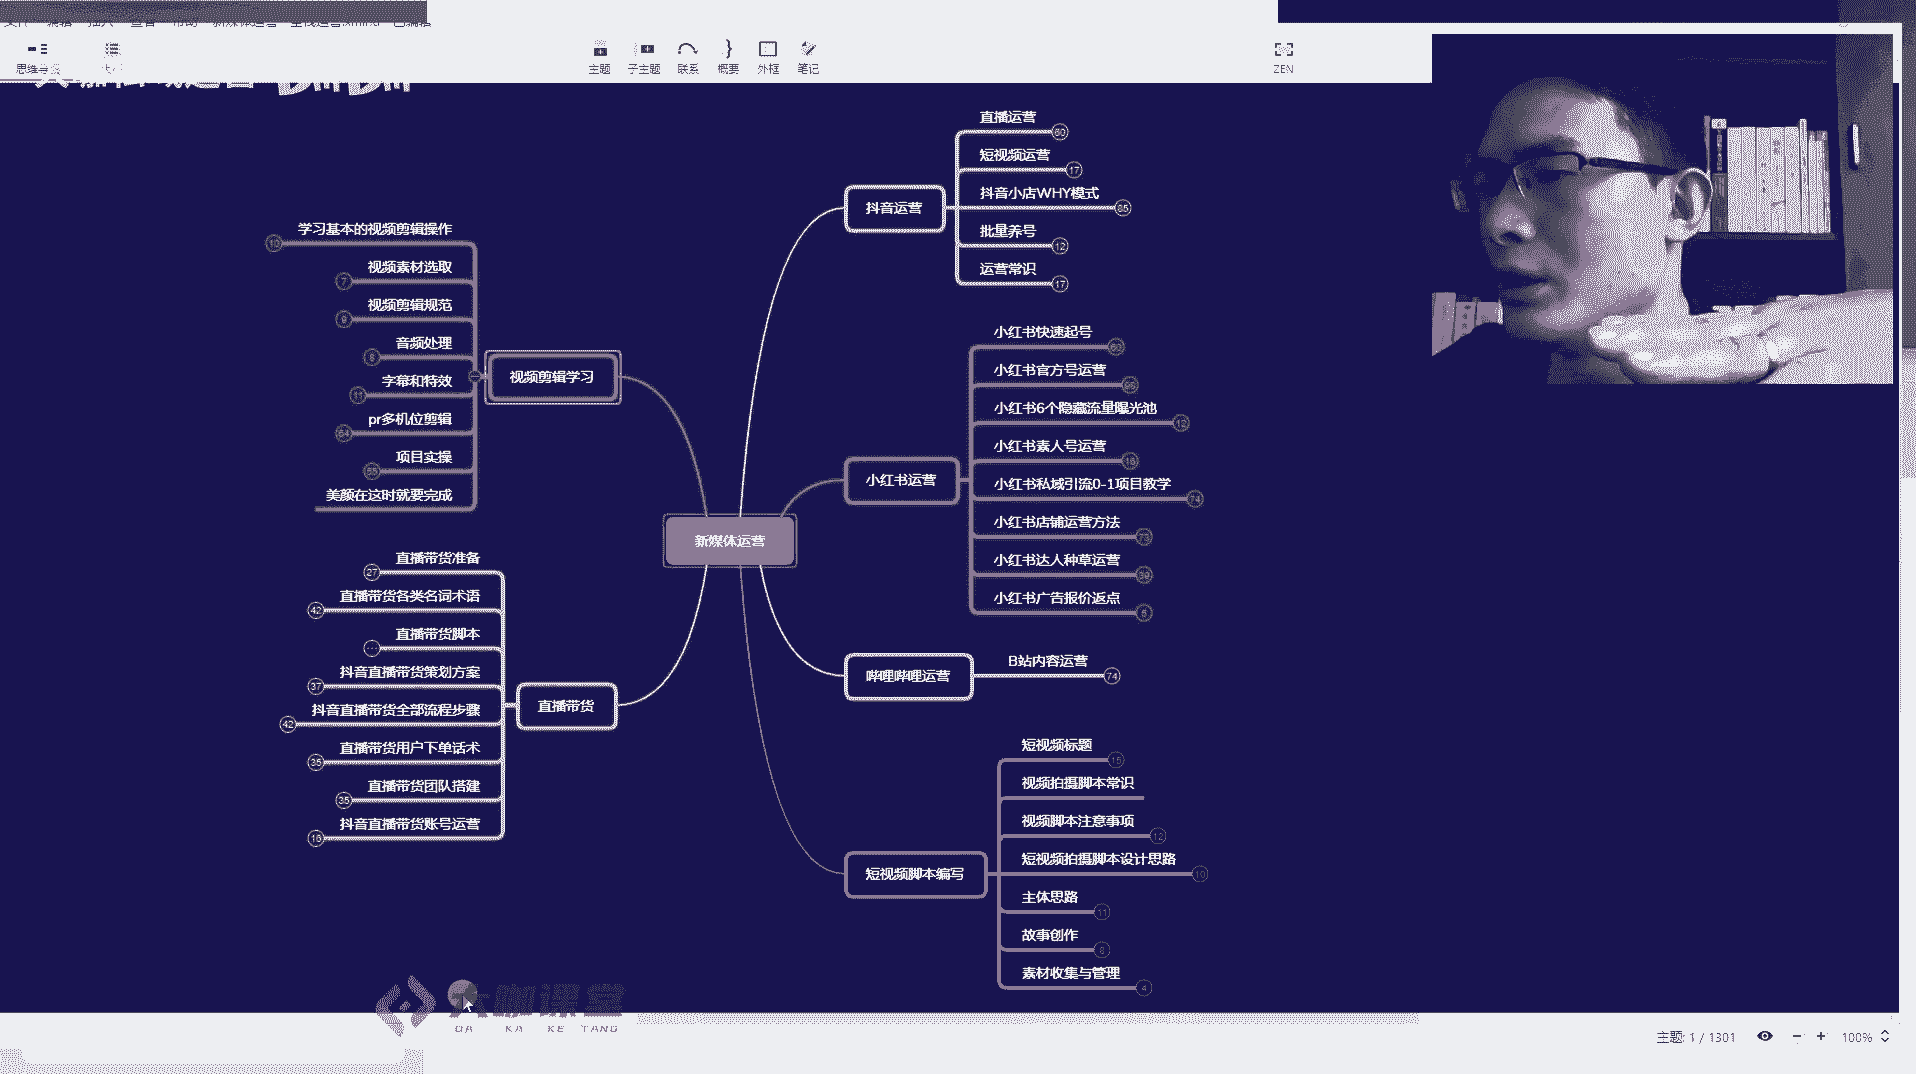 思维导图
主题
子主题
联系
概要
外框
笔记
ZEN
新媒体运营
抖音运营
直播运营
60
短视频运营
17
抖音小店WHY模式
85
批量养号
12
运营常识
17
小红书运营
小红书快速起号
小红书官方号运营
小红书6个隐藏流量曝光池
12
小红书素人号运营
小红书私域引流0-1项目教学
74
小红书店铺运营方法
73
小红书达人种草运营
小红书广告报价返点
哔哩哔哩运营
B站内容运营
74
短视频脚本编写
短视频标题
15
视频拍摄脚本常识
视频脚本注意事项
12
短视频拍摄脚本设计思路
10
主体思路
11
故事创作
素材收集与管理
4
视频剪辑学习
学习基本的视频剪辑操作
视频素材选取
7
视频剪辑规范
9
音频处理
8
字幕和特效
11
pr多机位剪辑
项目实操
美颜在这时就要完成
直播带货
直播带货准备
27
直播带货各类名词术语
42
直播带货脚本
抖音直播带货策划方案
37
抖音直播带货全部流程步骤
42
直播带货用户下单话术
35
直播带货团队搭建
35
抖音直播带货账号运营
16
大咖课堂
DA KA KE TANG
主题: 1 / 1301
100%